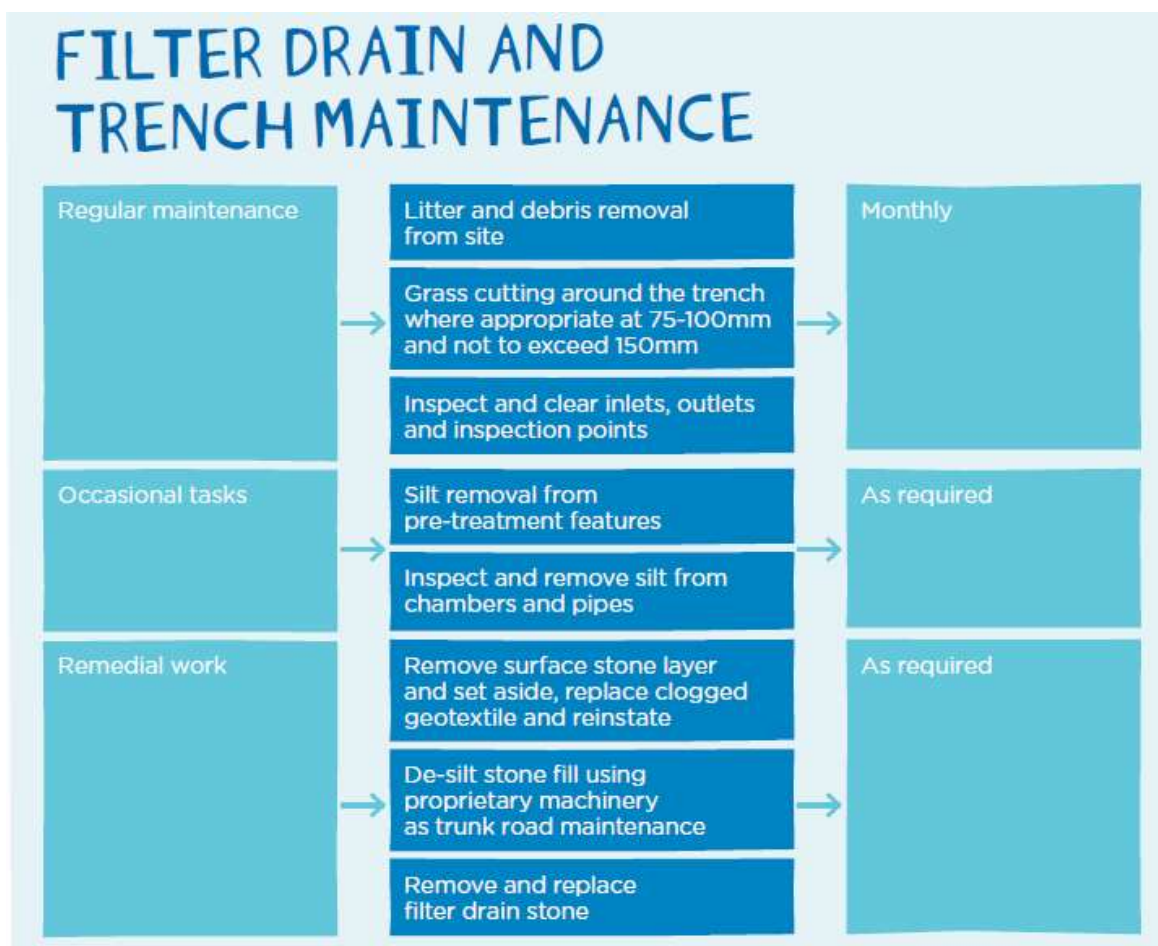 FILTER DRAIN AND
TRENCH MAINTENANCE
Regular maintenance
Litter and debris removal
from site
Grass cutting around the trench
where appropriate at 75-100mm
and not to exceed 150mm
Inspect and clear inlets, outlets
and inspection points
Monthly
Occasional tasks
Silt removal from
pre-treatment features
Inspect and remove silt from
chambers and pipes
As required
Remedial work
Remove surface stone layer
and set aside, replace clogged
geotextile and reinstate
De-silt stone fill using
proprietary machinery
as trunk road maintenance
Remove and replace
filter drain stone
As required